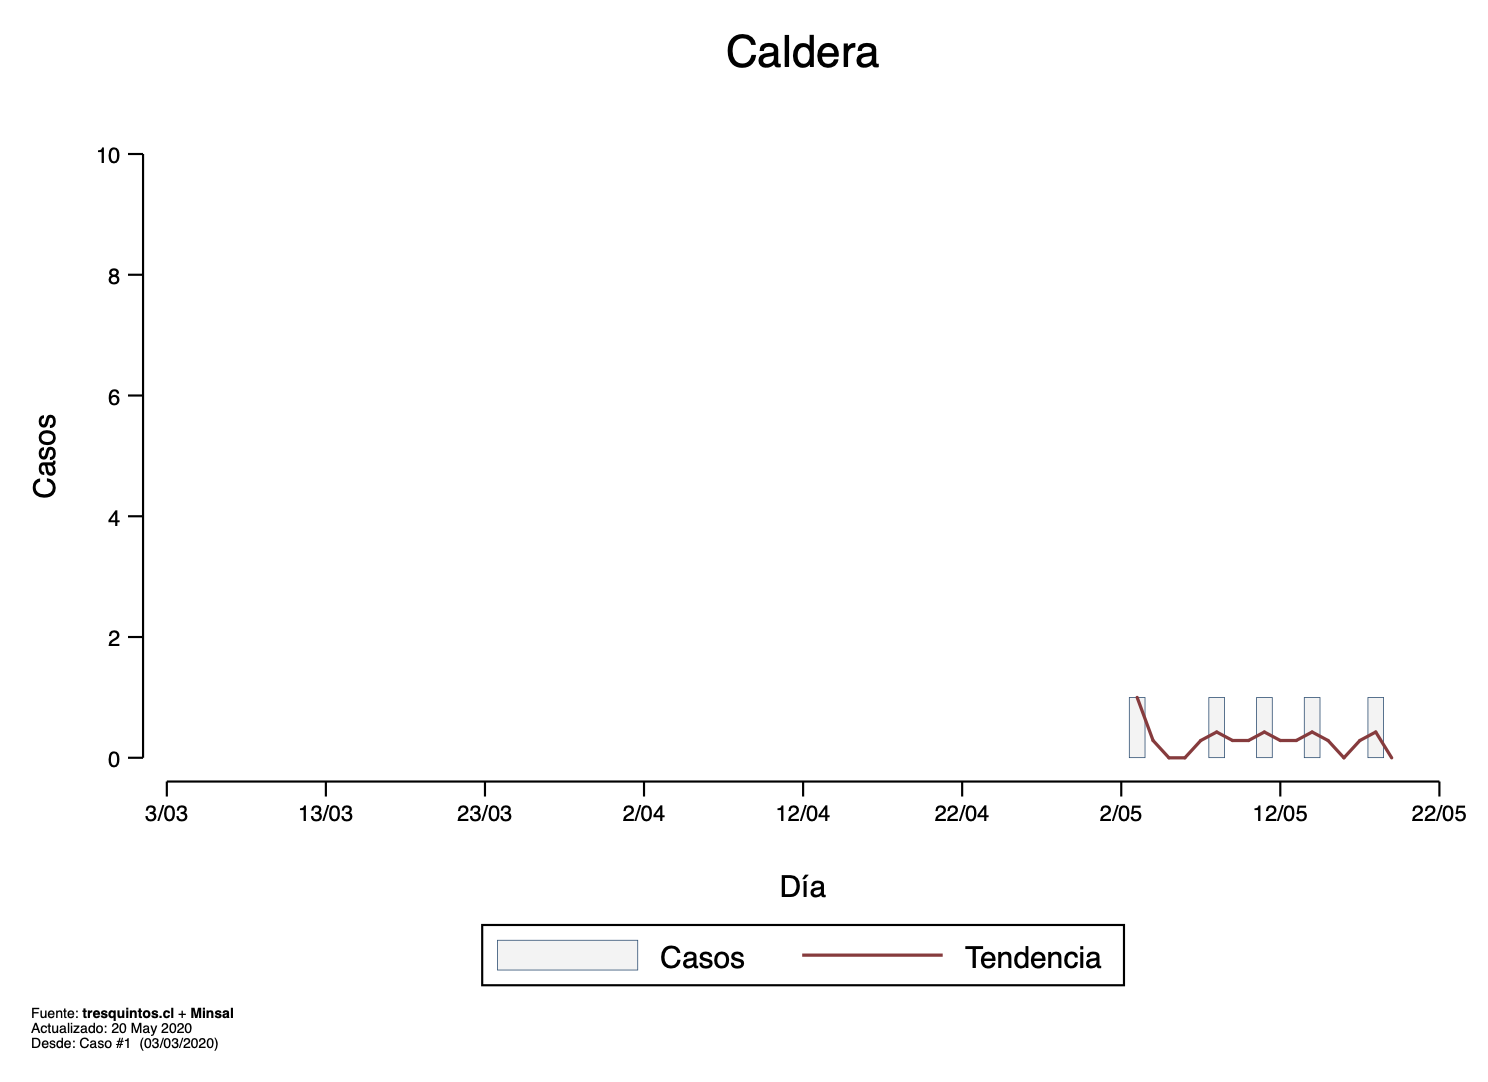 Caldera
10
8
6
4
2
0
Casos
3/03 13/03 23/03 2/04 12/04 22/04 2/05 12/05 22/05
Día
Casos Tendencia
Fuente: tresquintos.cl + Minsal
Actualizado: 20 May 2020
Desde: Caso #1 (03/03/2020)